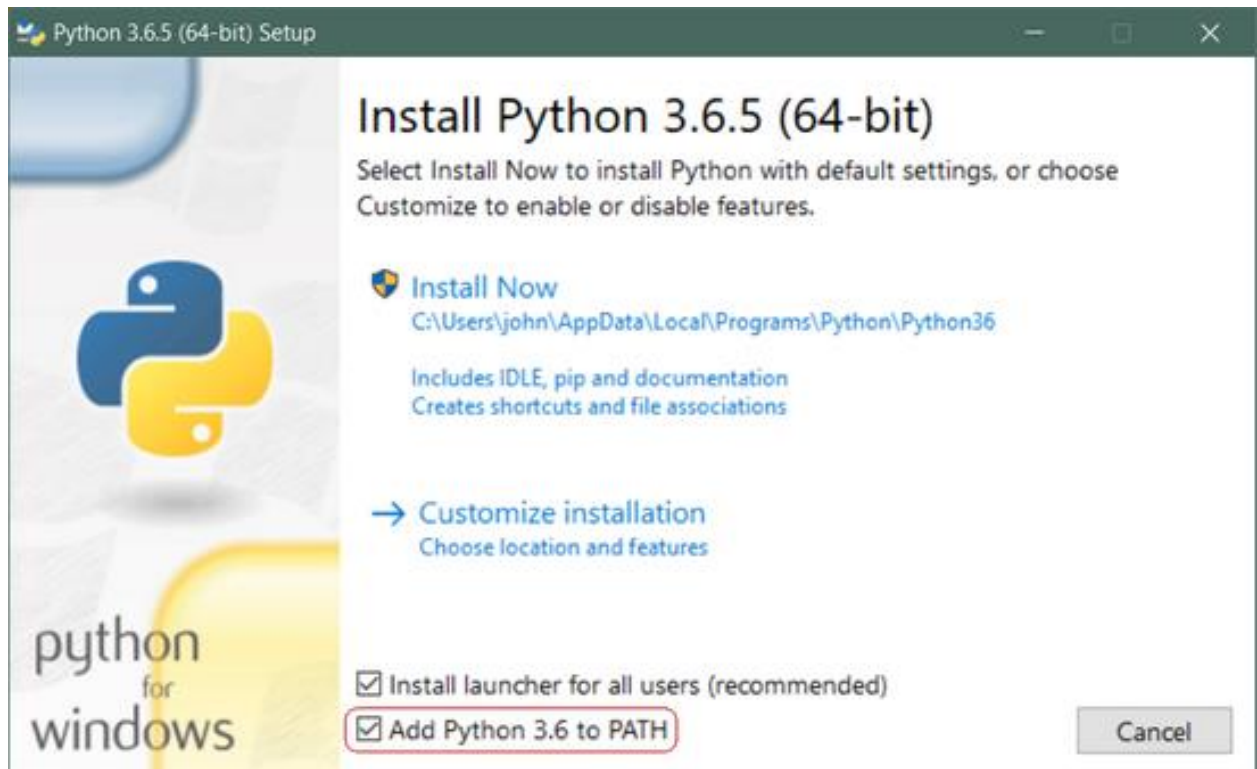 Python 3.6.5 (64-bit) Setup
Install Python 3.6.5 (64-bit)
Select Install Now to install Python with default settings, or choose
Customize to enable or disable features.
Install Now
C:\Users\john\AppData\Local\Programs\Python\Python36
Includes IDLE, pip and documentation
Creates shortcuts and file associations
Customize installation
Choose location and features
python
for
windows
Install launcher for all users (recommended)
Add Python 3.6 to PATH
Cancel